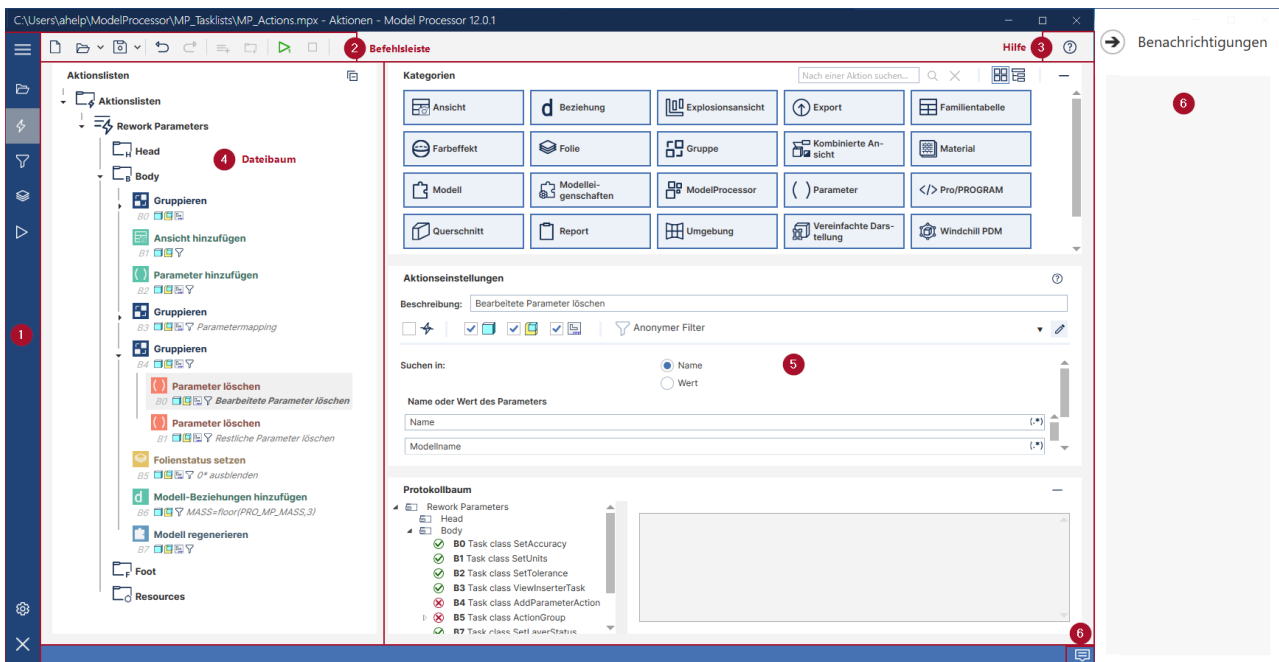 C:\Users\ahelp\ModelProcessor\MP_Tasklists\MP_Actions.mpx - Aktionen - Model Processor 12.0.1
2 Befehlsleiste
Hilfe 3
Benachrichtigungen
6
1
Aktionslisten
Aktionslisten
Rework Parameters
Head
4 Dateibaum
Body
Gruppieren
B0
Ansicht hinzufügen
B1
Parameter hinzufügen
B2
Gruppieren
B3 Parametermapping
Gruppieren
B4
Parameter löschen
B0 Bearbeitete Parameter löschen
Parameter löschen
B1 Restliche Parameter löschen
Folienstatus setzen
B5 0* ausblenden
Modell-Beziehungen hinzufügen
B6 MASS=floor(PRO_MP_MASS,3)
Modell regenerieren
B7
Foot
Resources
Kategorien
Nach einer Aktion suchen...
Ansicht
Beziehung
Explosionsansicht
Export
Familientabelle
Farbeffekt
Folie
Gruppe
Kombinierte An-
sicht
Material
Modell
Modellei-
genschaften
ModelProcessor
Parameter
Pro/PROGRAM
Querschnitt
Report
Umgebung
Vereinfachte Dars-
tellung
Windchill PDM
Aktionseinstellungen
Beschreibung: Bearbeitete Parameter löschen
Anonymer Filter
Suchen in:
Name
5
Wert
Name oder Wert des Parameters
Name (.*)
Modellname (.*)
Protokollbaum
Rework Parameters
Head
Body
B0 Task class SetAccuracy
B1 Task class SetUnits
B2 Task class SetTolerance
B3 Task class ViewInserterTask
B4 Task class AddParameterAction
B5 Task class ActionGroup
B7 Task class SetLayerStatus
6